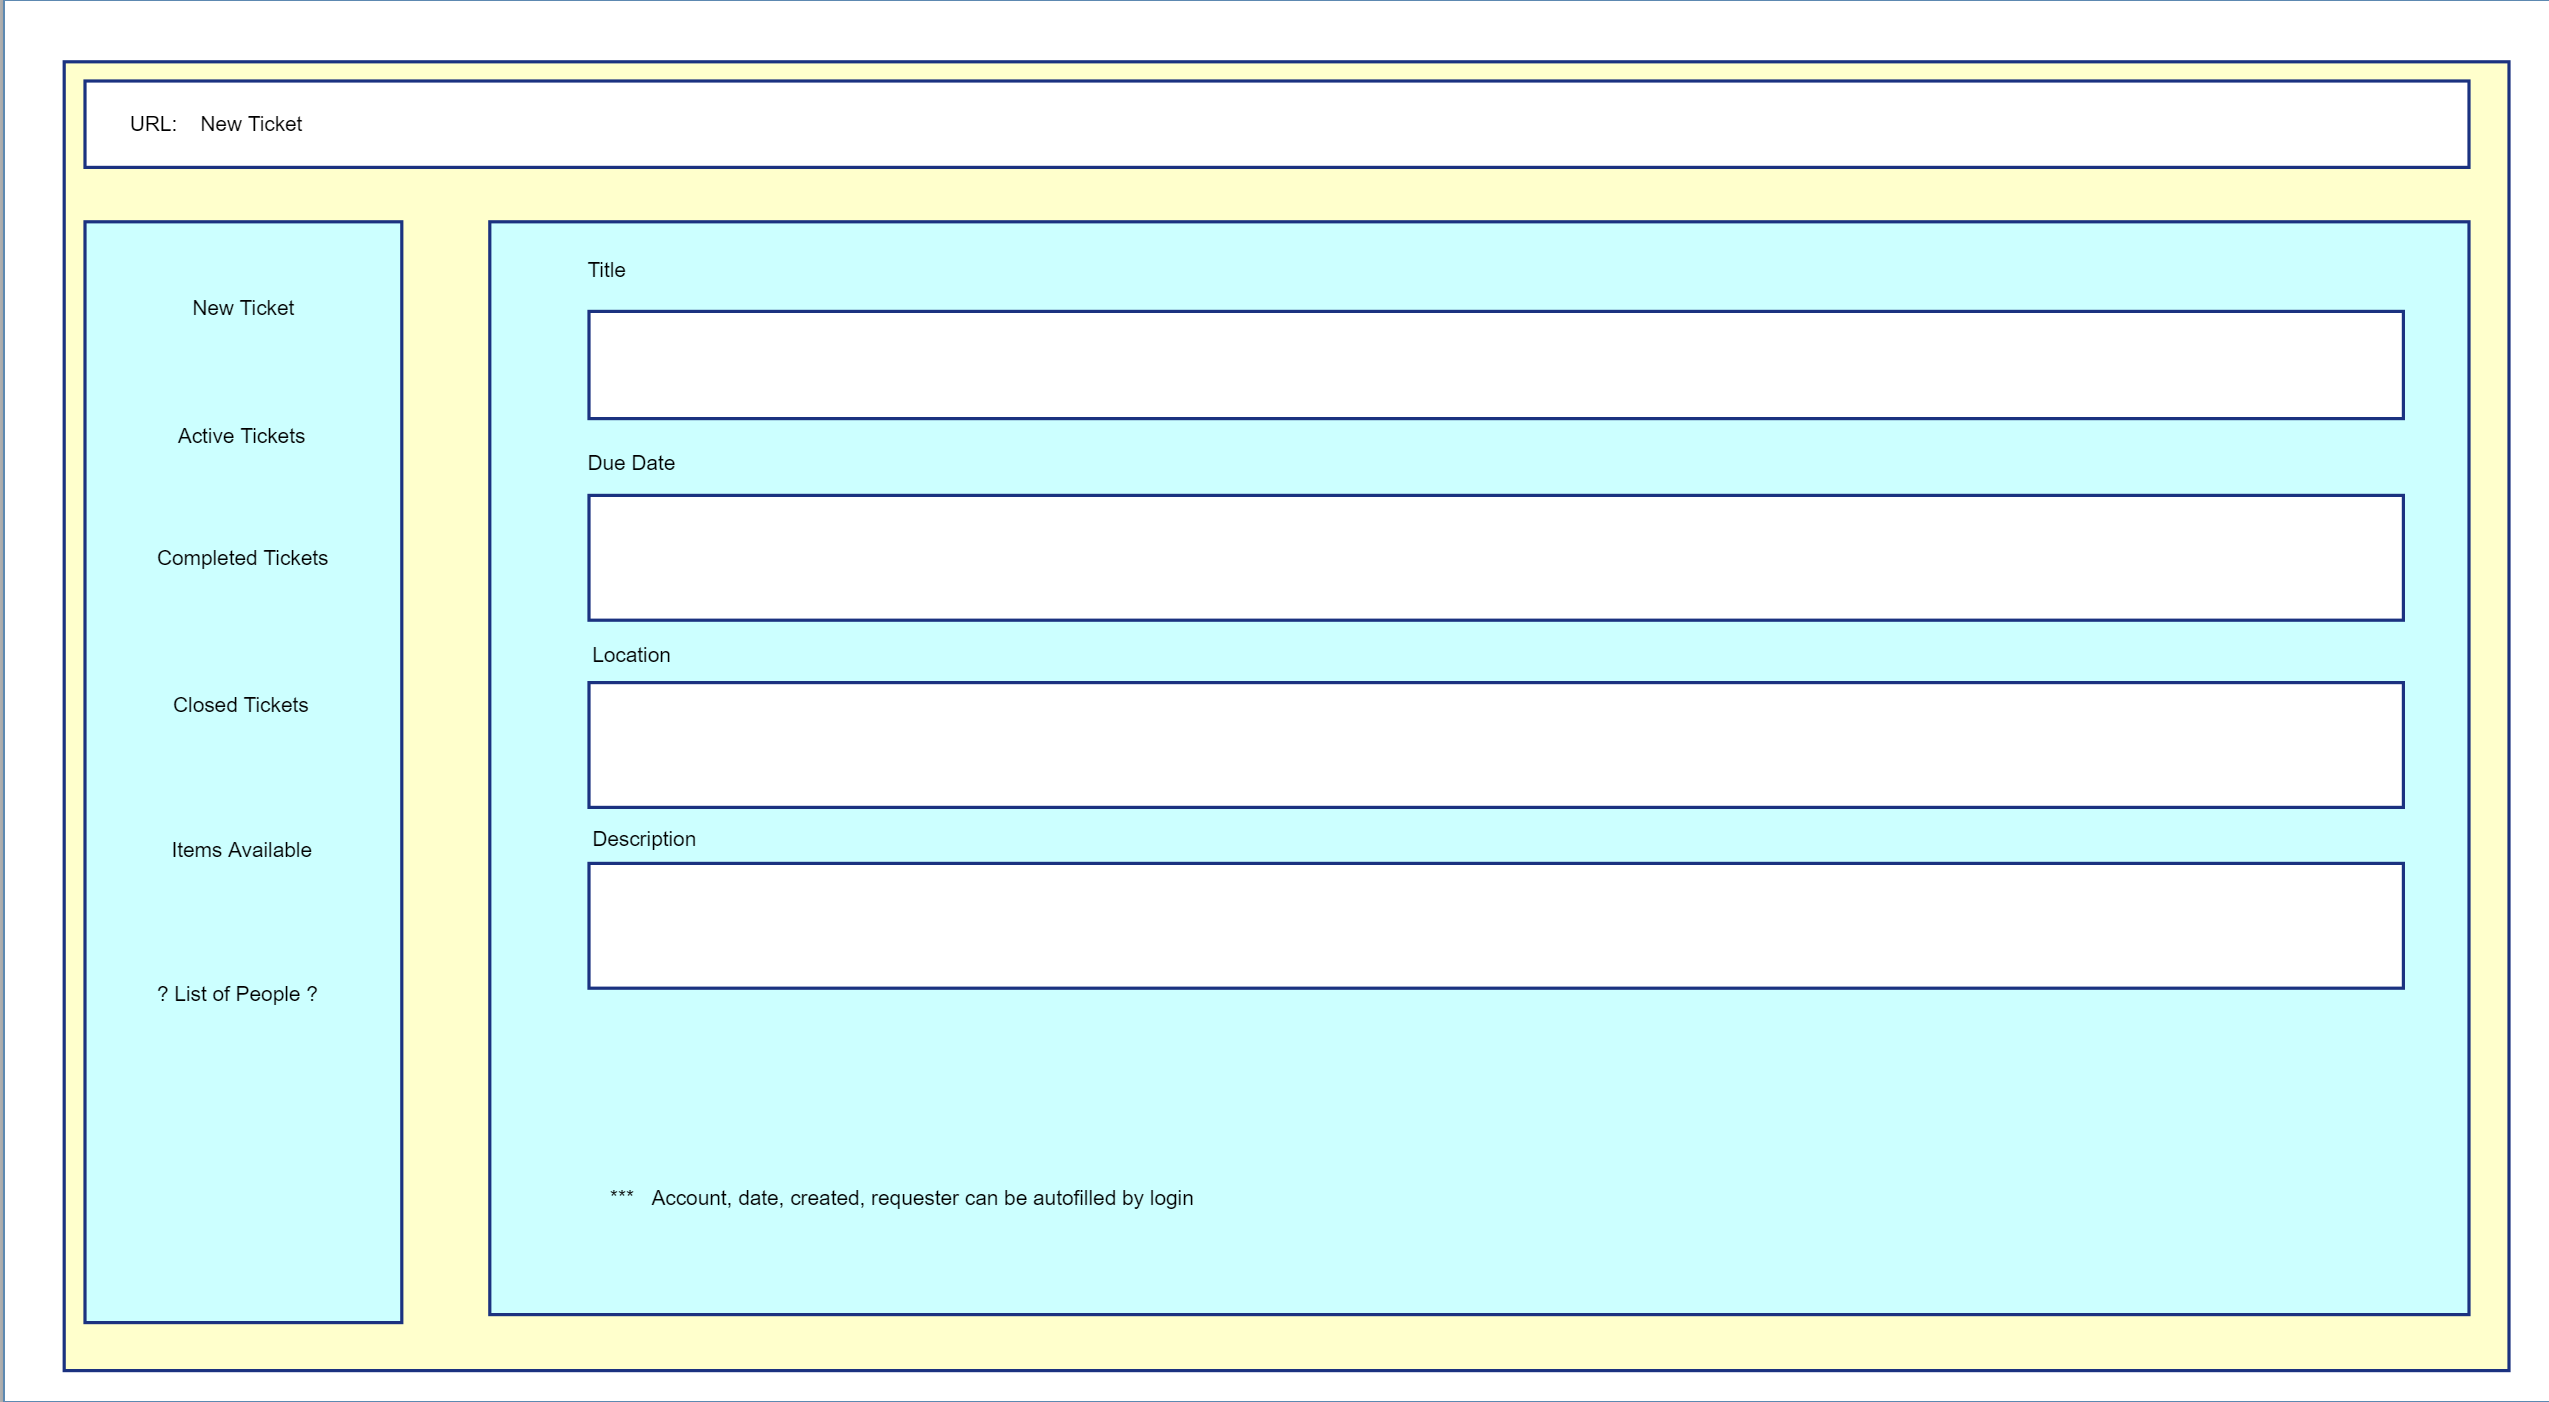 URL: New Ticket
New Ticket
Active Tickets
Completed Tickets
Closed Tickets
Items Available
? List of People ?
Title
Due Date
Location
Description
*** Account, date, created, requester can be autofilled by login